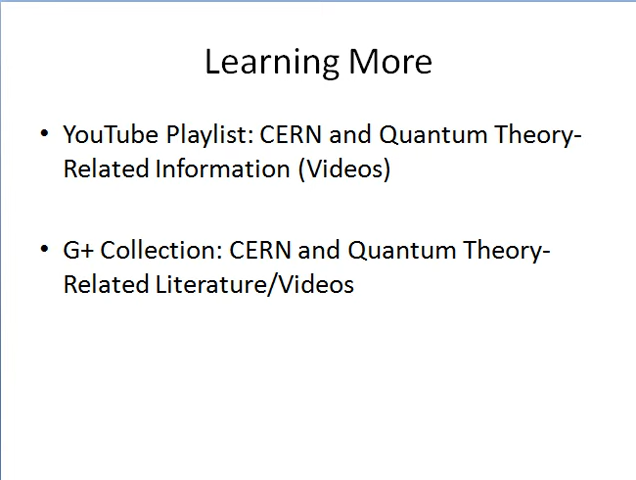 Learning More
• YouTube Playlist: CERN and Quantum Theory-
Related Information (Videos)
• G+ Collection: CERN and Quantum Theory-
Related Literature/Videos